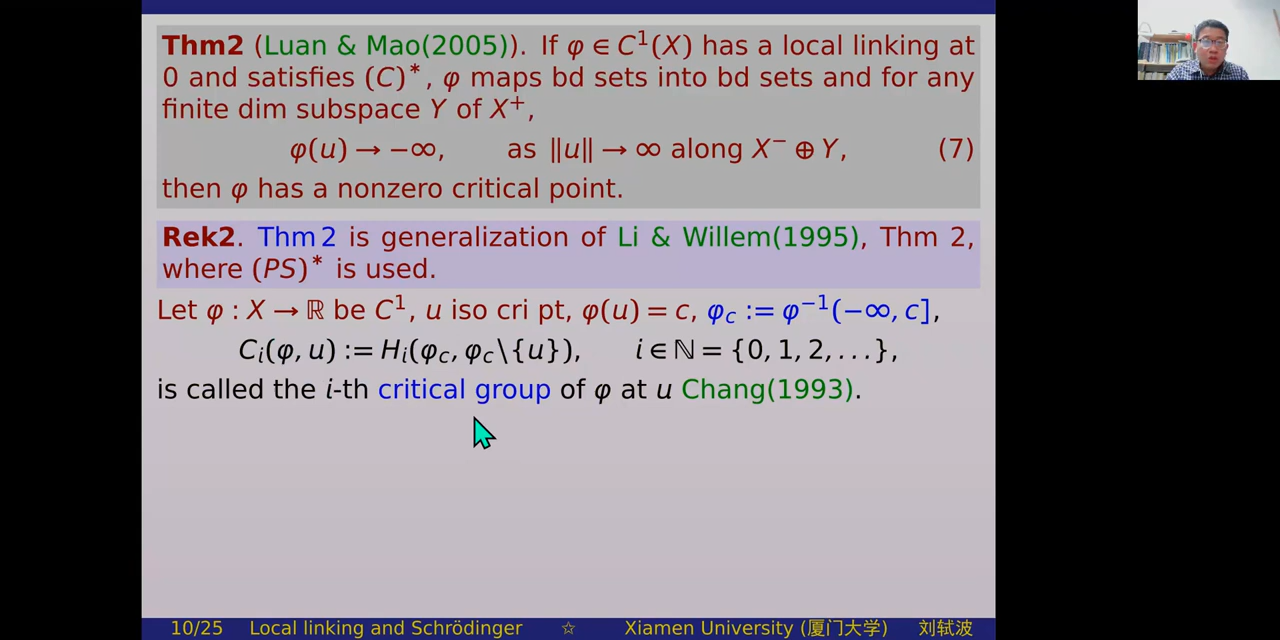 Thm2 (Luan & Mao(2005)). If φ ∈ C¹(X) has a local linking at
0 and satisfies (C)*, φ maps bd sets into bd sets and for any
finite dim subspace Y of X⁺,
φ(u) → −∞, as ‖u‖ → ∞ along X⁻ ⊕ Y, (7)
then φ has a nonzero critical point.
Rek2. Thm 2 is generalization of Li & Willem(1995), Thm 2,
where (PS)* is used.
Let φ : X → ℝ be C¹, u iso cri pt, φ(u) = c, φ_c := φ⁻¹(−∞, c],
C_i(φ, u) := H_i(φ_c, φ_c\{u}), i ∈ ℕ = {0, 1, 2, . . .},
is called the i-th critical group of φ at u Chang(1993).
10/25 Local linking and Schrödinger ☆ Xiamen University (厦门大学) 刘轼波